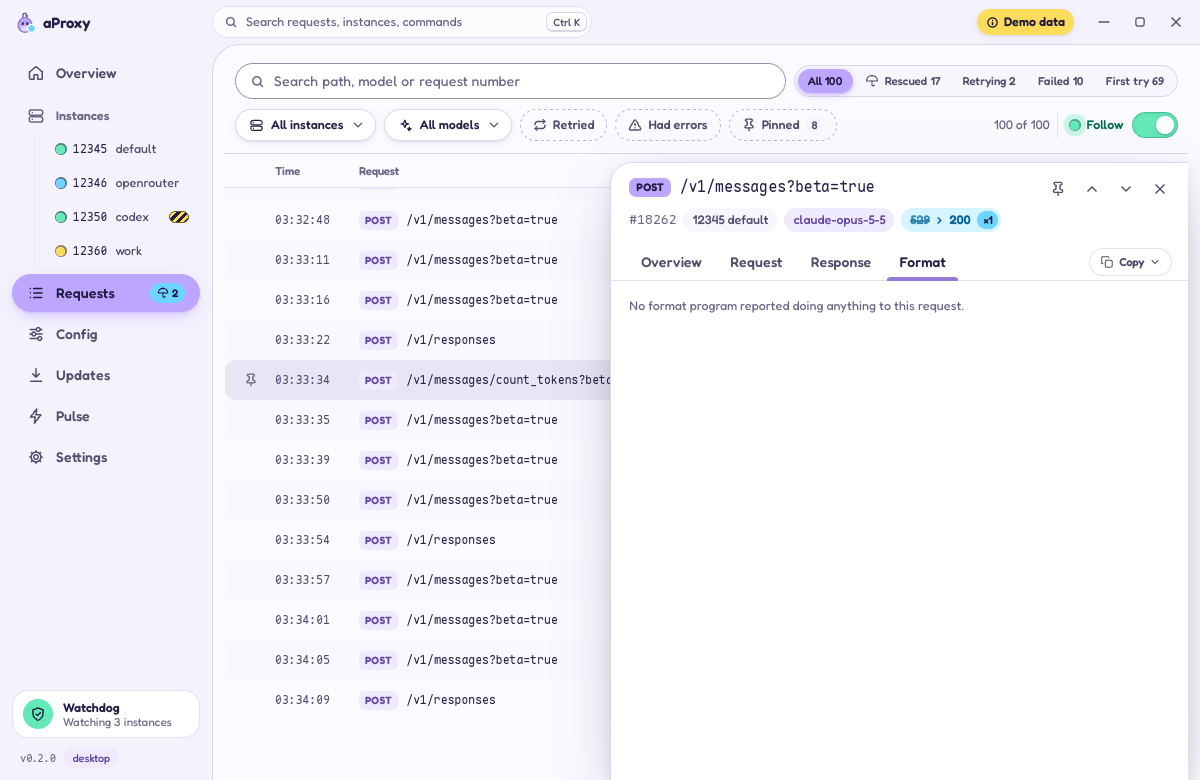 aProxy
Search requests, instances, commands
Ctrl K
Demo data
Overview
Instances
12345 default
12346 openrouter
12350 codex
12360 work
Requests 2
Config
Updates
Pulse
Settings
Watchdog
Watching 3 instances
v0.2.0 desktop
Search path, model or request number
All 100 Rescued 17 Retrying 2 Failed 10 First try 69
All instances All models Retried Had errors Pinned 8 100 of 100 Follow
Time Request
03:32:48 POST /v1/messages?beta=true
03:33:11 POST /v1/messages?beta=true
03:33:16 POST /v1/messages?beta=true
03:33:22 POST /v1/responses
03:33:34 POST /v1/messages/count_tokens?beta
03:33:35 POST /v1/messages?beta=true
03:33:39 POST /v1/messages?beta=true
03:33:50 POST /v1/messages?beta=true
03:33:54 POST /v1/responses
03:33:57 POST /v1/messages?beta=true
03:34:01 POST /v1/messages?beta=true
03:34:05 POST /v1/messages?beta=true
03:34:09 POST /v1/responses
POST /v1/messages?beta=true
#18262 12345 default claude-opus-5-5 529 › 200 ×1
Overview Request Response Format Copy
No format program reported doing anything to this request.